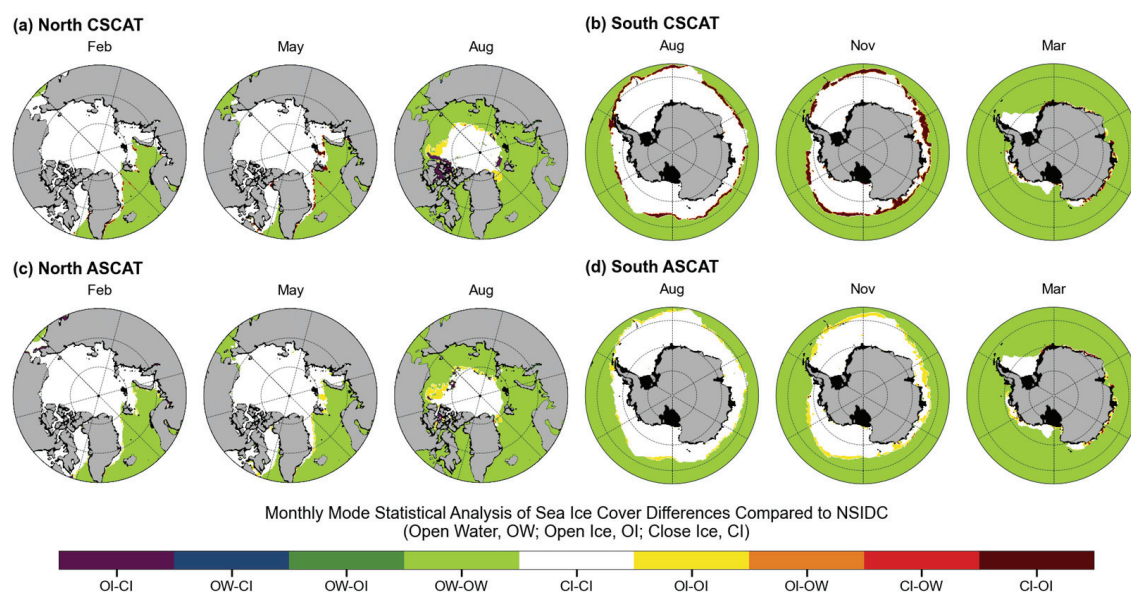 (a) North CSCAT
Feb May Aug
(b) South CSCAT
Aug Nov Mar
(c) North ASCAT
Feb May Aug
(d) South ASCAT
Aug Nov Mar
Monthly Mode Statistical Analysis of Sea Ice Cover Differences Compared to NSIDC
(Open Water, OW; Open Ice, OI; Close Ice, CI)
OI-CI OW-CI OW-OI OW-OW CI-CI OI-OI OI-OW CI-OW CI-OI